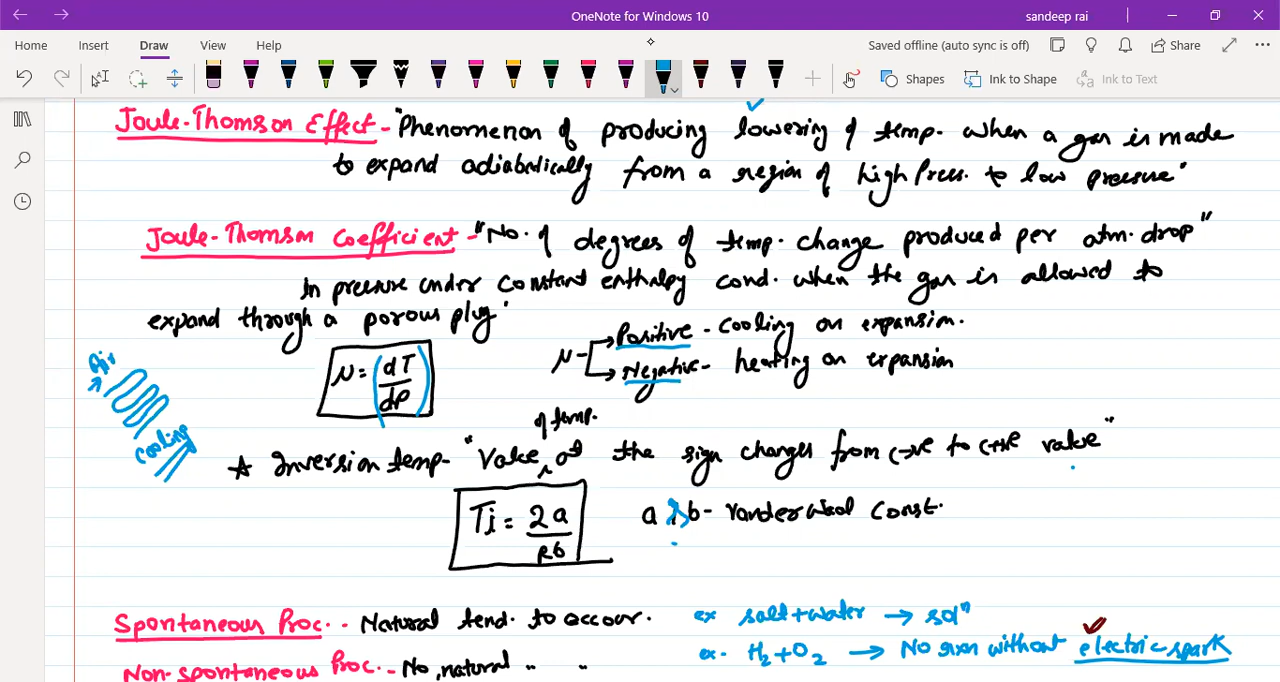 OneNote for Windows 10
sandeep rai
Home Insert Draw View Help
Saved offline (auto sync is off) Share
Shapes Ink to Shape Ink to Text
Joule-Thomson Effect - "Phenomenon of producing lowering of temp. when a gas is made
to expand adiabatically from a region of high Press. to low pressure"
Joule-Thomson Coefficient - "No. of degrees of temp. change produced per atm. drop"
In pressure under constant enthalpy cond. when the gas is allowed to
expand through a porous plug"
μ - Positive - cooling on expansion.
Negative - heating on expansion
μ = (dT/dP)
Air
cooling
of temp.
☆ Inversion temp - "Value at the sign changes from (-)ve to (+)ve value"
Ti = 2a/Rb
a & b - Vanderwaal Const.
Spontaneous Proc. - Natural tend. to occur.
ex salt + water → solⁿ
ex. H₂ + O₂ → No rxn without electric spark
Non-spontaneous Proc. - No natural " "